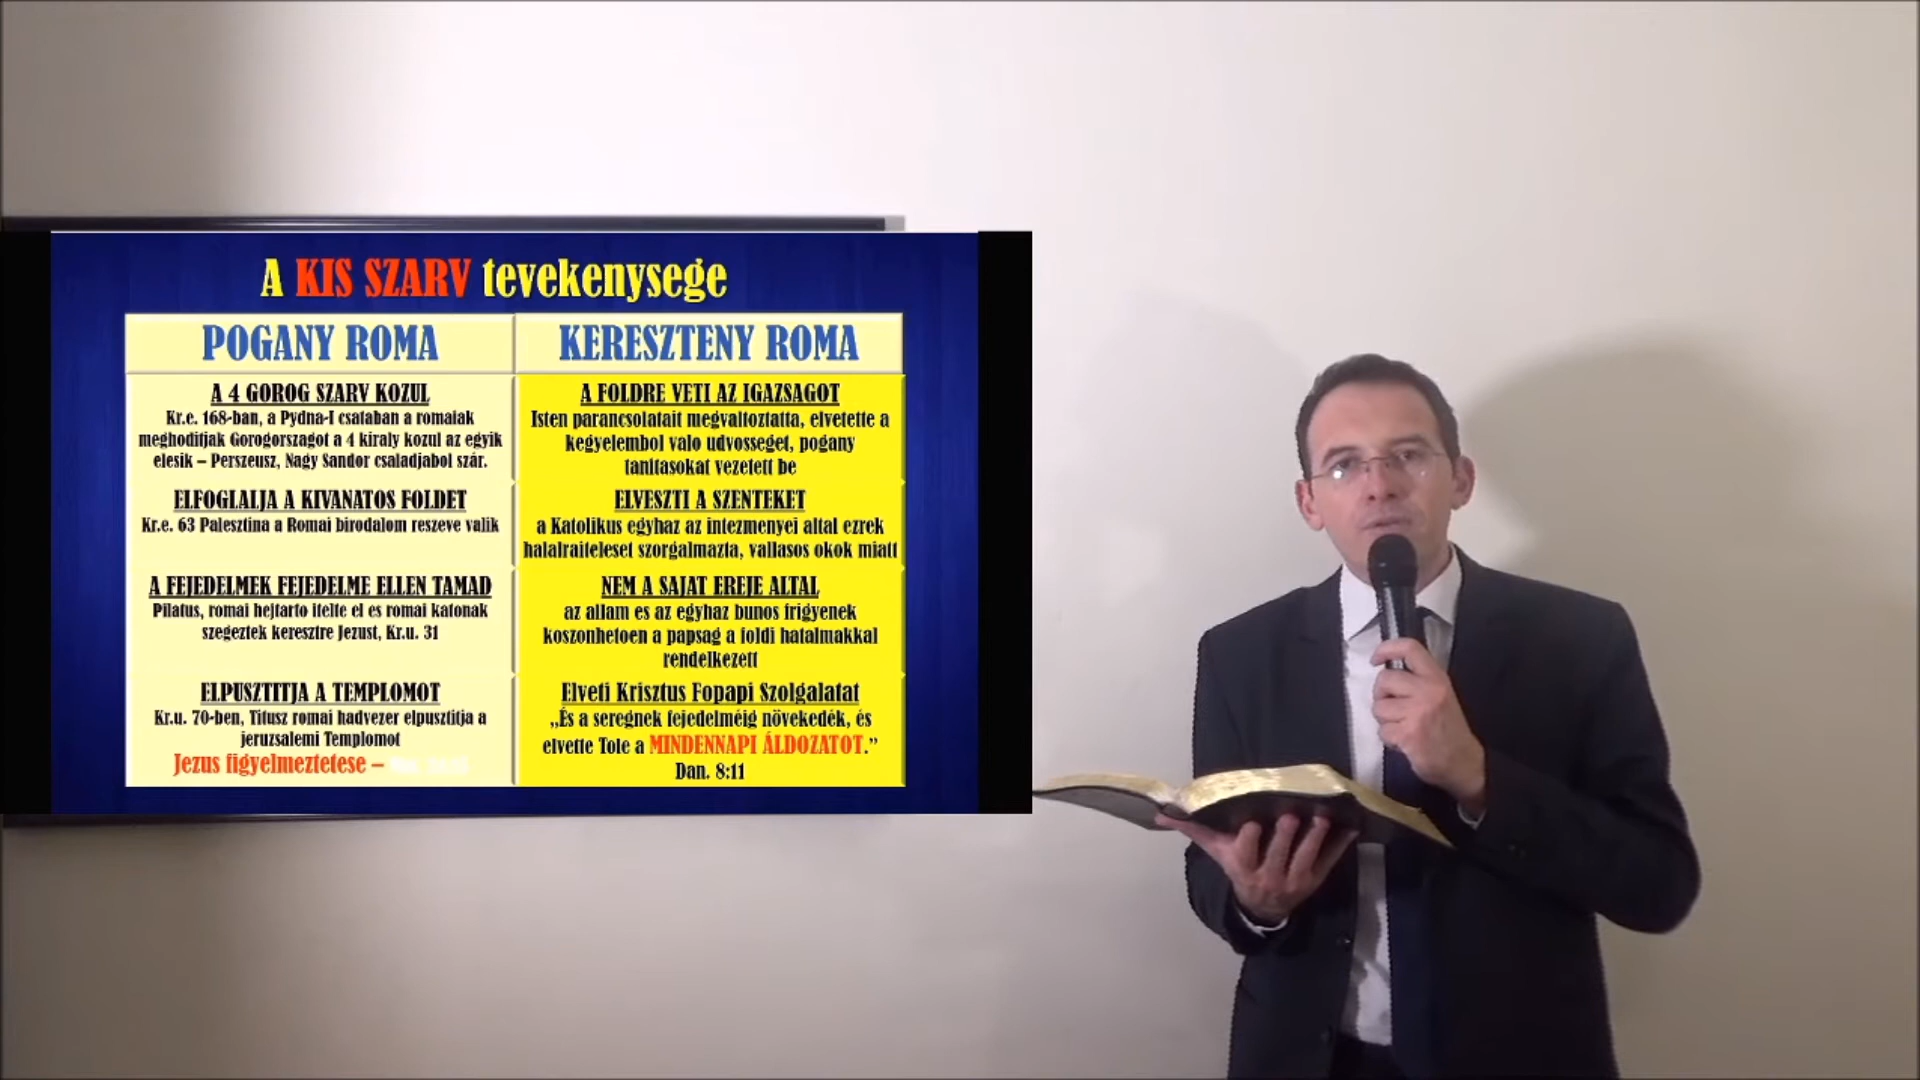 A KIS SZARV tevekenysege
POGANY ROMA
A 4 GOROG SZARV KOZUL
Kr.e. 168-ban, a Pydna-I csataban a romaiak
meghoditjak Gorogorszagot a 4 kiraly kozul az egyik
elesik – Perszeusz, Nagy Sandor csaladjabol szár.
ELFOGLALJA A KIVANATOS FOLDET
Kr.e. 63 Palesztina a Romai birodalom reszeve valik
A FEJEDELMEK FEJEDELME ELLEN TAMAD
Pilatus, romai hejtarto itelte el es romai katonak
szegeztek keresztre Jezust, Kr.u. 31
ELPUSZTITJA A TEMPLOMOT
Kr.u. 70-ben, Titusz romai hadvezer elpusztitja a
jeruzsalemi Templomot
Jezus figyelmeztetese –
KERESZTENY ROMA
A FOLDRE VETI AZ IGAZSAGOT
Isten parancsolatait megvaltoztatta, elvetette a
kegyelembol valo udvosseget, pogany
tanitasokat vezetett be
ELVESZTI A SZENTEKET
a Katolikus egyhaz az intezmenyei altal ezrek
halalraiteleset szorgalmazta, vallasos okok miatt
NEM A SAJAT EREJE ALTAL
az allam es az egyhaz bunos frigyenek
koszonhetoen a papsag a foldi hatalmakkal
rendelkezett
Elveti Krisztus Fopapi Szolgalatat
„És a seregnek fejedelméig növekedék, és
elvette Tole a MINDENNAPI ÁLDOZATOT.”
Dan. 8:11